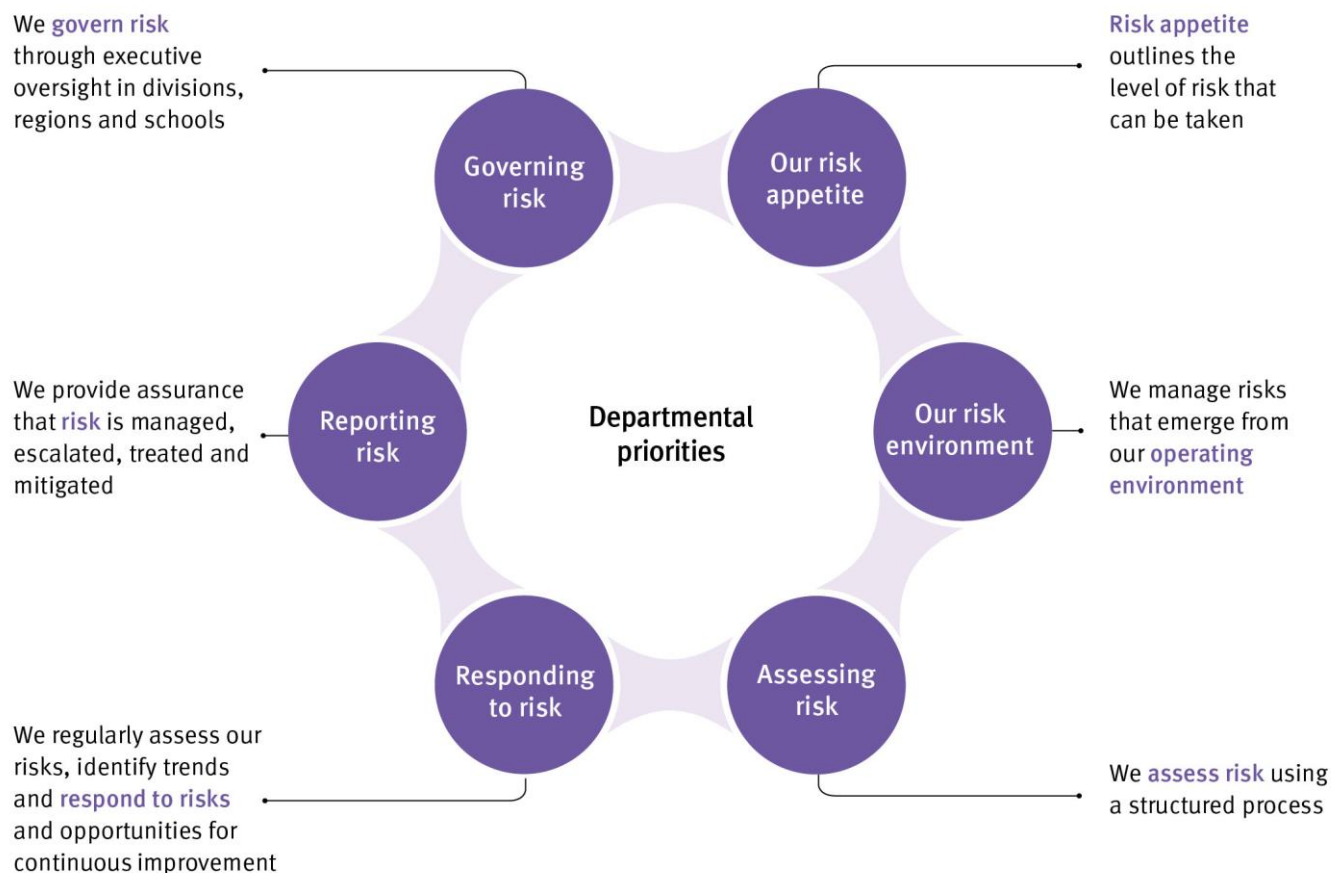 We govern risk
through executive
oversight in divisions,
regions and schools
Risk appetite
outlines the
level of risk that
can be taken
Governing
risk
Our risk
appetite
We provide assurance
that risk is managed,
escalated, treated and
mitigated
Reporting
risk
Departmental
priorities
Our risk
environment
We manage risks
that emerge from
our operating
environment
Responding
to risk
Assessing
risk
We regularly assess our
risks, identify trends
and respond to risks
and opportunities for
continuous improvement
We assess risk using
a structured process